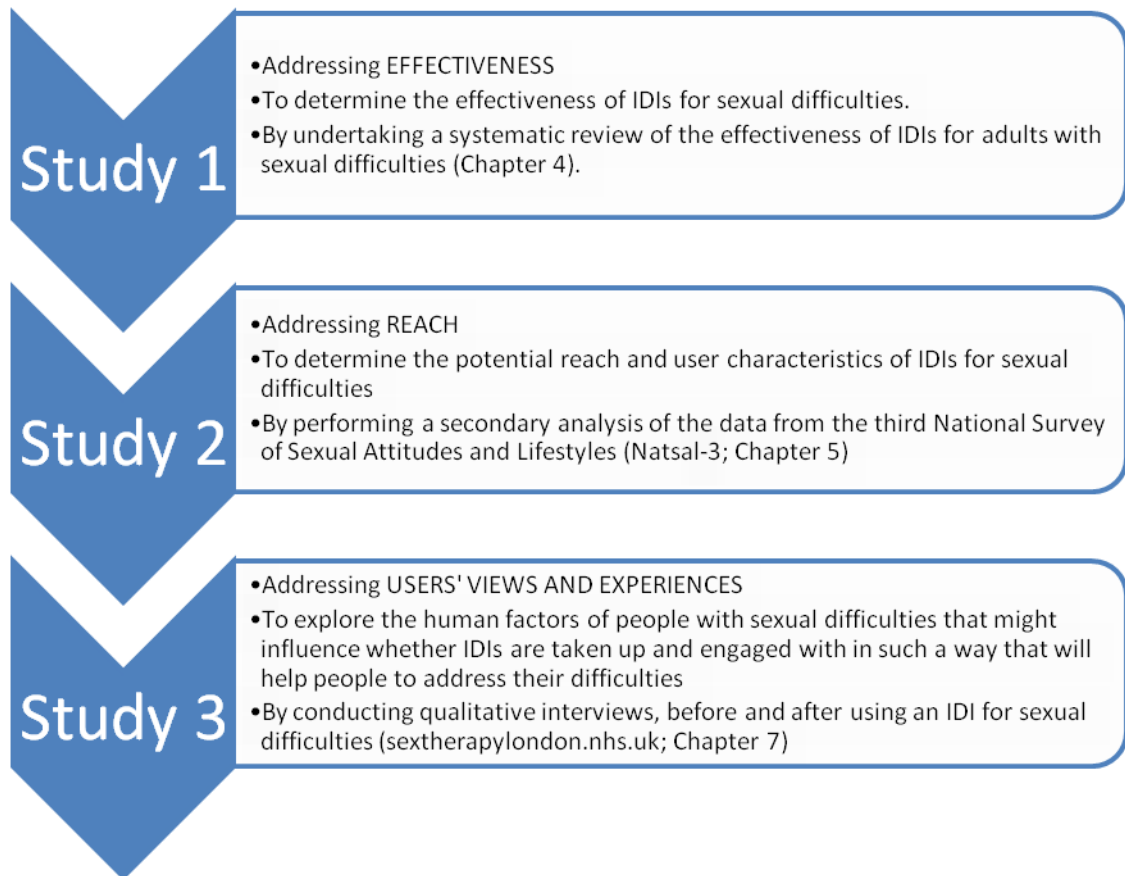 Study 1
•Addressing EFFECTIVENESS
•To determine the effectiveness of IDIs for sexual difficulties.
•By undertaking a systematic review of the effectiveness of IDIs for adults with
sexual difficulties (Chapter 4).
Study 2
•Addressing REACH
•To determine the potential reach and user characteristics of IDIs for sexual
difficulties
•By performing a secondary analysis of the data from the third National Survey
of Sexual Attitudes and Lifestyles (Natsal-3; Chapter 5)
Study 3
•Addressing USERS' VIEWS AND EXPERIENCES
•To explore the human factors of people with sexual difficulties that might
influence whether IDIs are taken up and engaged with in such a way that will
help people to address their difficulties
•By conducting qualitative interviews, before and after using an IDI for sexual
difficulties (sextherapylondon.nhs.uk; Chapter 7)